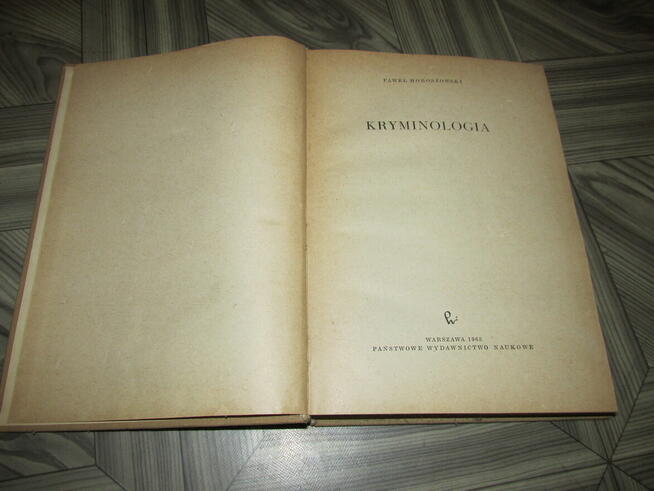 PAWEŁ HOROSZOWSKI
KRYMINOLOGIA
WARSZAWA 1965
PAŃSTWOWE WYDAWNICTWO NAUKOWE